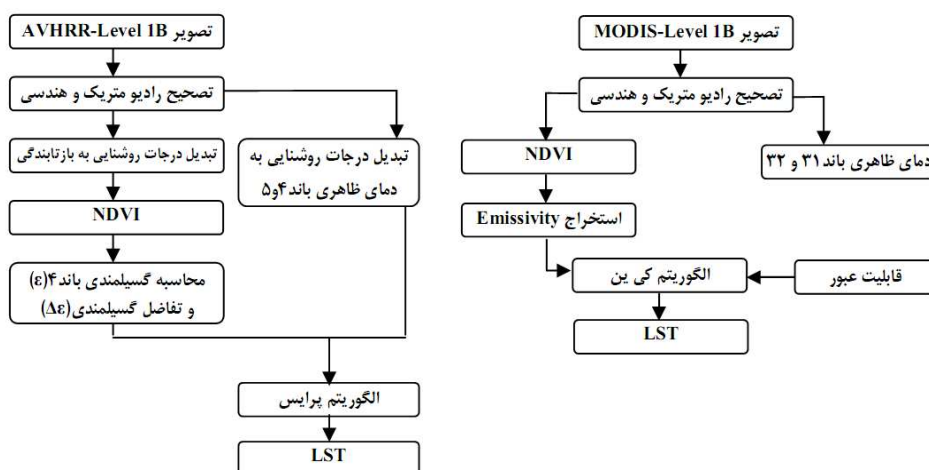 تصویر AVHRR-Level 1B
تصحیح رادیو متریک و هندسی
تبدیل درجات روشنایی به بازتابندگی
NDVI
محاسبه گسیلمندی باند۴(ε)
و تفاضل گسیلمندی(Δε)
تبدیل درجات روشنایی به
دمای ظاهری باند۴و۵
الگوریتم پرایس
LST
تصویر MODIS-Level 1B
تصحیح رادیو متریک و هندسی
NDVI
دمای ظاهری باند۳۱ و ۳۲
استخراج Emissivity
الگوریتم کی ین
قابلیت عبور
LST